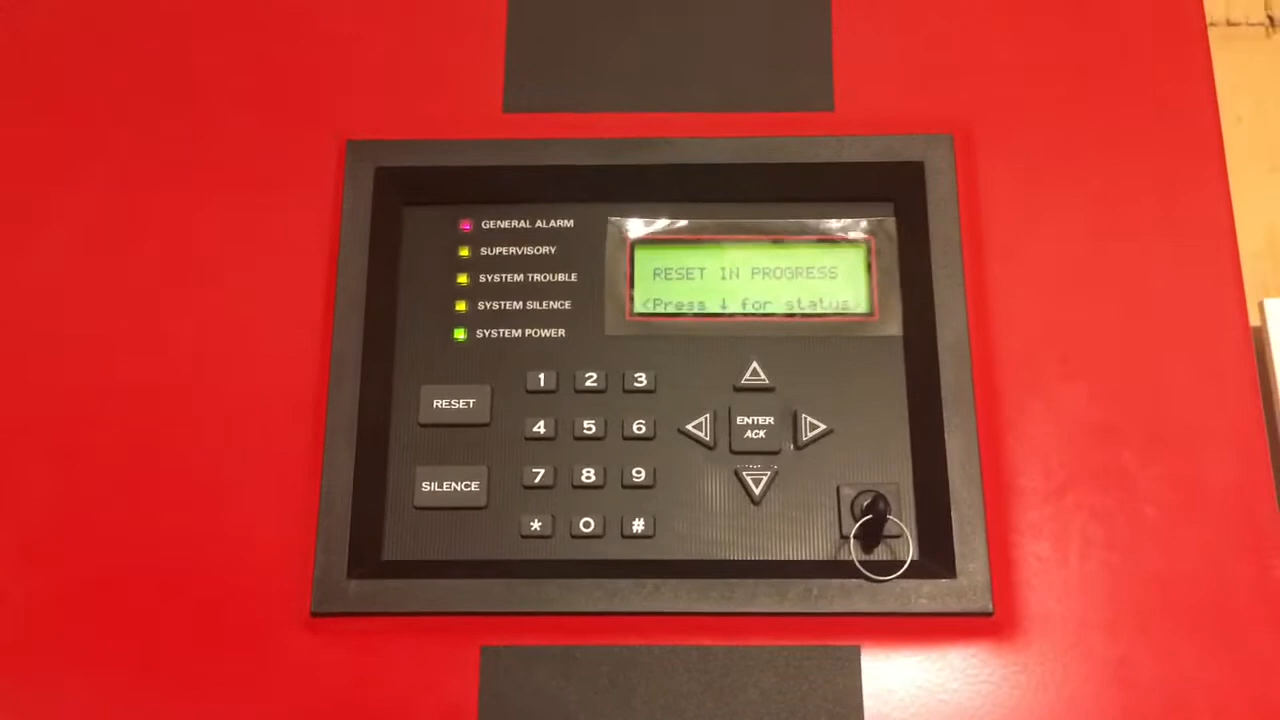 GENERAL ALARM
SUPERVISORY
SYSTEM TROUBLE
SYSTEM SILENCE
SYSTEM POWER
RESET IN PROGRESS
<Press ↓ for status>
RESET
SILENCE
1 2 3
4 5 6
7 8 9
* 0 #
ENTER
ACK